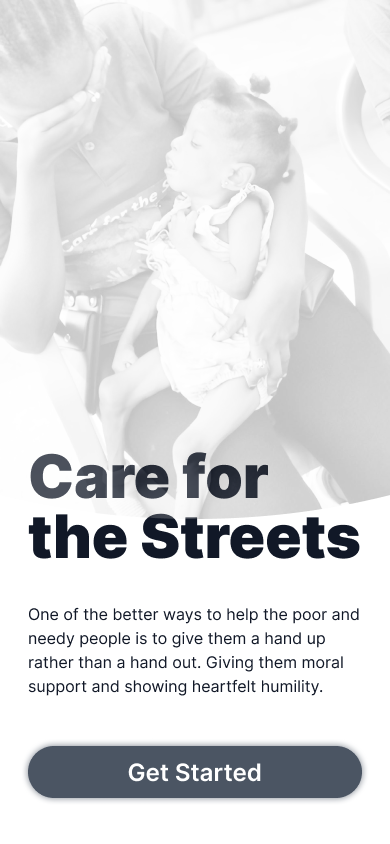 Care for the S
Care for
the Streets
One of the better ways to help the poor and
needy people is to give them a hand up
rather than a hand out. Giving them moral
support and showing heartfelt humility.
Get Started